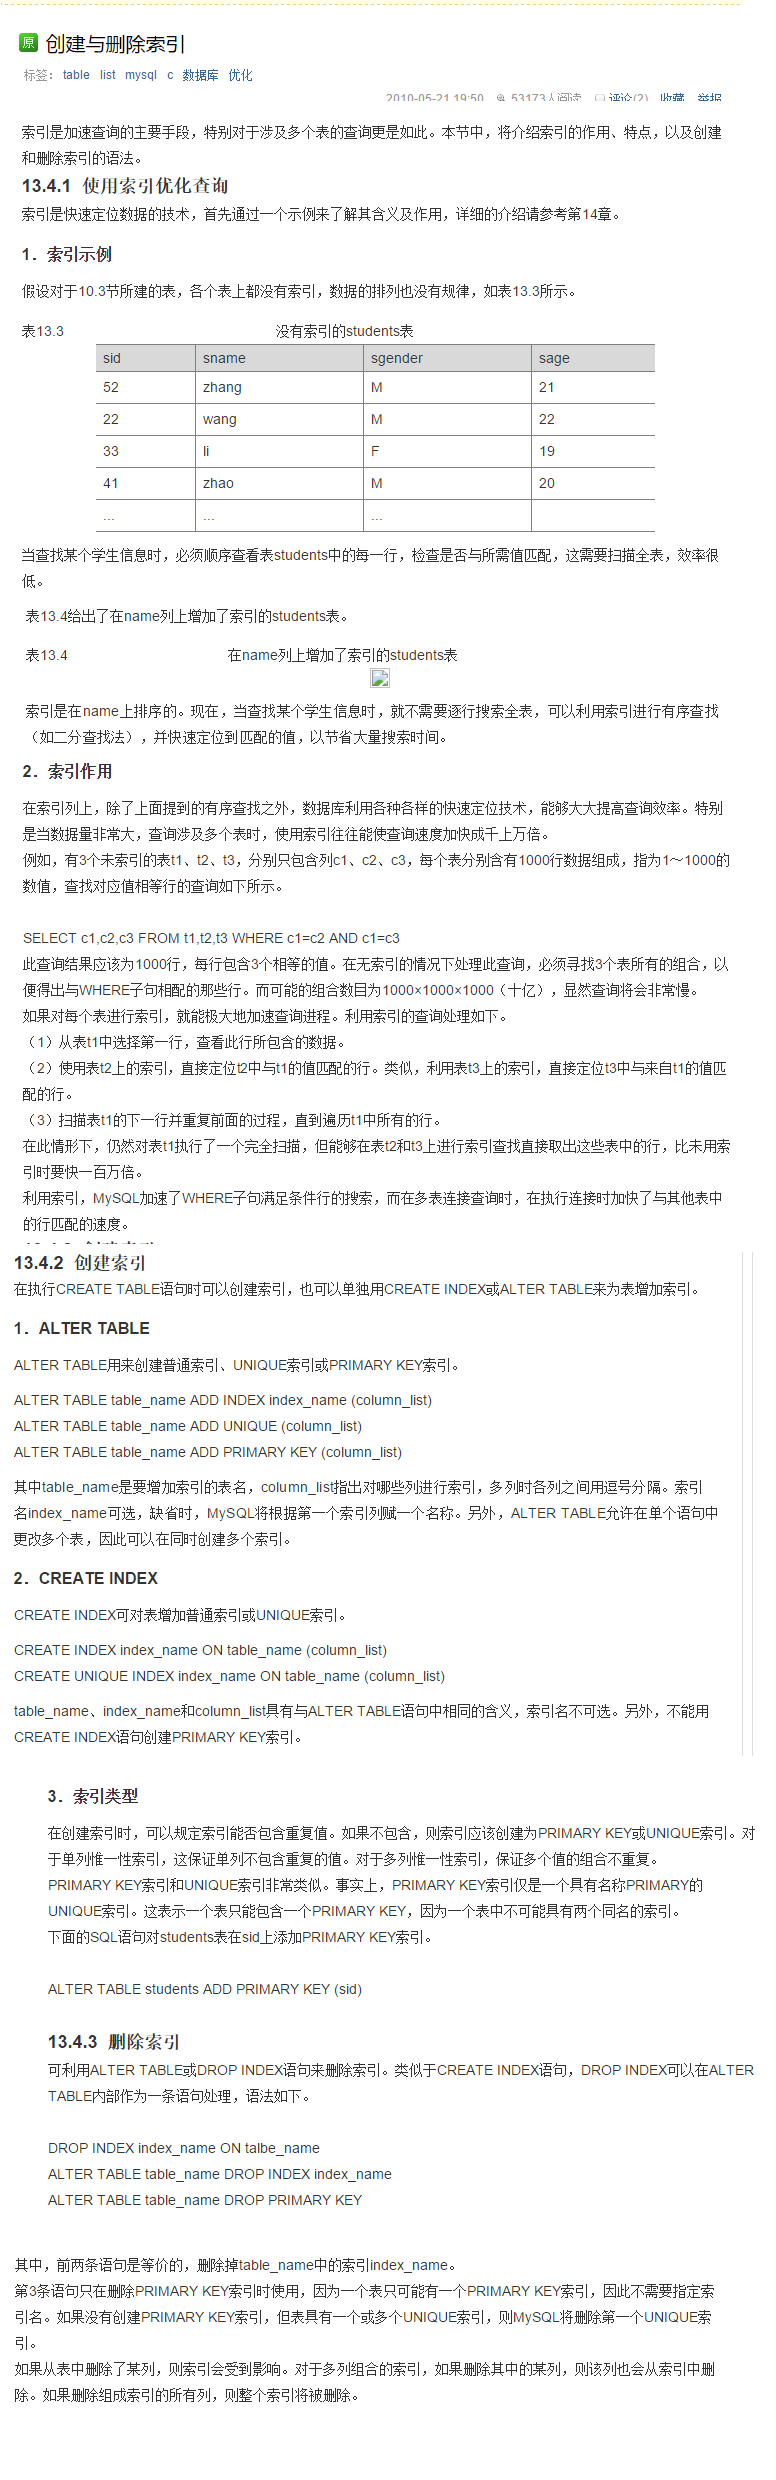 原 创建与删除索引
标签： table list mysql c 数据库 优化
2010-05-21 19:50 53173人阅读 评论(2) 收藏 举报
索引是加速查询的主要手段，特别对于涉及多个表的查询更是如此。本节中，将介绍索引的作用、特点，以及创建
和删除索引的语法。
13.4.1 使用索引优化查询
索引是快速定位数据的技术，首先通过一个示例来了解其含义及作用，详细的介绍请参考第14章。
1．索引示例
假设对于10.3节所建的表，各个表上都没有索引，数据的排列也没有规律，如表13.3所示。
表13.3 没有索引的students表
sid sname sgender sage
52 zhang M 21
22 wang M 22
33 li F 19
41 zhao M 20
... ... ...
当查找某个学生信息时，必须顺序查看表students中的每一行，检查是否与所需值匹配，这需要扫描全表，效率很
低。
表13.4给出了在name列上增加了索引的students表。
表13.4 在name列上增加了索引的students表
索引是在name上排序的。现在，当查找某个学生信息时，就不需要逐行搜索全表，可以利用索引进行有序查找
（如二分查找法），并快速定位到匹配的值，以节省大量搜索时间。
2．索引作用
在索引列上，除了上面提到的有序查找之外，数据库利用各种各样的快速定位技术，能够大大提高查询效率。特别
是当数据量非常大，查询涉及多个表时，使用索引往往能使查询速度加快成千上万倍。
例如，有3个未索引的表t1、t2、t3，分别只包含列c1、c2、c3，每个表分别含有1000行数据组成，指为1～1000的
数值，查找对应值相等行的查询如下所示。
SELECT c1,c2,c3 FROM t1,t2,t3 WHERE c1=c2 AND c1=c3
此查询结果应该为1000行，每行包含3个相等的值。在无索引的情况下处理此查询，必须寻找3个表所有的组合，以
便得出与WHERE子句相配的那些行。而可能的组合数目为1000×1000×1000（十亿），显然查询将会非常慢。
如果对每个表进行索引，就能极大地加速查询进程。利用索引的查询处理如下。
（1）从表t1中选择第一行，查看此行所包含的数据。
（2）使用表t2上的索引，直接定位t2中与t1的值匹配的行。类似，利用表t3上的索引，直接定位t3中与来自t1的值匹
配的行。
（3）扫描表t1的下一行并重复前面的过程，直到遍历t1中所有的行。
在此情形下，仍然对表t1执行了一个完全扫描，但能够在表t2和t3上进行索引查找直接取出这些表中的行，比未用索
引时要快一百万倍。
利用索引，MySQL加速了WHERE子句满足条件行的搜索，而在多表连接查询时，在执行连接时加快了与其他表中
的行匹配的速度。
13.4.2 创建索引
在执行CREATE TABLE语句时可以创建索引，也可以单独用CREATE INDEX或ALTER TABLE来为表增加索引。
1．ALTER TABLE
ALTER TABLE用来创建普通索引、UNIQUE索引或PRIMARY KEY索引。
ALTER TABLE table_name ADD INDEX index_name (column_list)
ALTER TABLE table_name ADD UNIQUE (column_list)
ALTER TABLE table_name ADD PRIMARY KEY (column_list)
其中table_name是要增加索引的表名，column_list指出对哪些列进行索引，多列时各列之间用逗号分隔。索引
名index_name可选，缺省时，MySQL将根据第一个索引列赋一个名称。另外，ALTER TABLE允许在单个语句中
更改多个表，因此可以在同时创建多个索引。
2．CREATE INDEX
CREATE INDEX可对表增加普通索引或UNIQUE索引。
CREATE INDEX index_name ON table_name (column_list)
CREATE UNIQUE INDEX index_name ON table_name (column_list)
table_name、index_name和column_list具有与ALTER TABLE语句中相同的含义，索引名不可选。另外，不能用
CREATE INDEX语句创建PRIMARY KEY索引。
3．索引类型
在创建索引时，可以规定索引能否包含重复值。如果不包含，则索引应该创建为PRIMARY KEY或UNIQUE索引。对
于单列惟一性索引，这保证单列不包含重复的值。对于多列惟一性索引，保证多个值的组合不重复。
PRIMARY KEY索引和UNIQUE索引非常类似。事实上，PRIMARY KEY索引仅是一个具有名称PRIMARY的
UNIQUE索引。这表示一个表只能包含一个PRIMARY KEY，因为一个表中不可能具有两个同名的索引。
下面的SQL语句对students表在sid上添加PRIMARY KEY索引。
ALTER TABLE students ADD PRIMARY KEY (sid)
13.4.3 删除索引
可利用ALTER TABLE或DROP INDEX语句来删除索引。类似于CREATE INDEX语句，DROP INDEX可以在ALTER
TABLE内部作为一条语句处理，语法如下。
DROP INDEX index_name ON talbe_name
ALTER TABLE table_name DROP INDEX index_name
ALTER TABLE table_name DROP PRIMARY KEY
其中，前两条语句是等价的，删除掉table_name中的索引index_name。
第3条语句只在删除PRIMARY KEY索引时使用，因为一个表只可能有一个PRIMARY KEY索引，因此不需要指定索
引名。如果没有创建PRIMARY KEY索引，但表具有一个或多个UNIQUE索引，则MySQL将删除第一个UNIQUE索
引。
如果从表中删除了某列，则索引会受到影响。对于多列组合的索引，如果删除其中的某列，则该列也会从索引中删
除。如果删除组成索引的所有列，则整个索引将被删除。